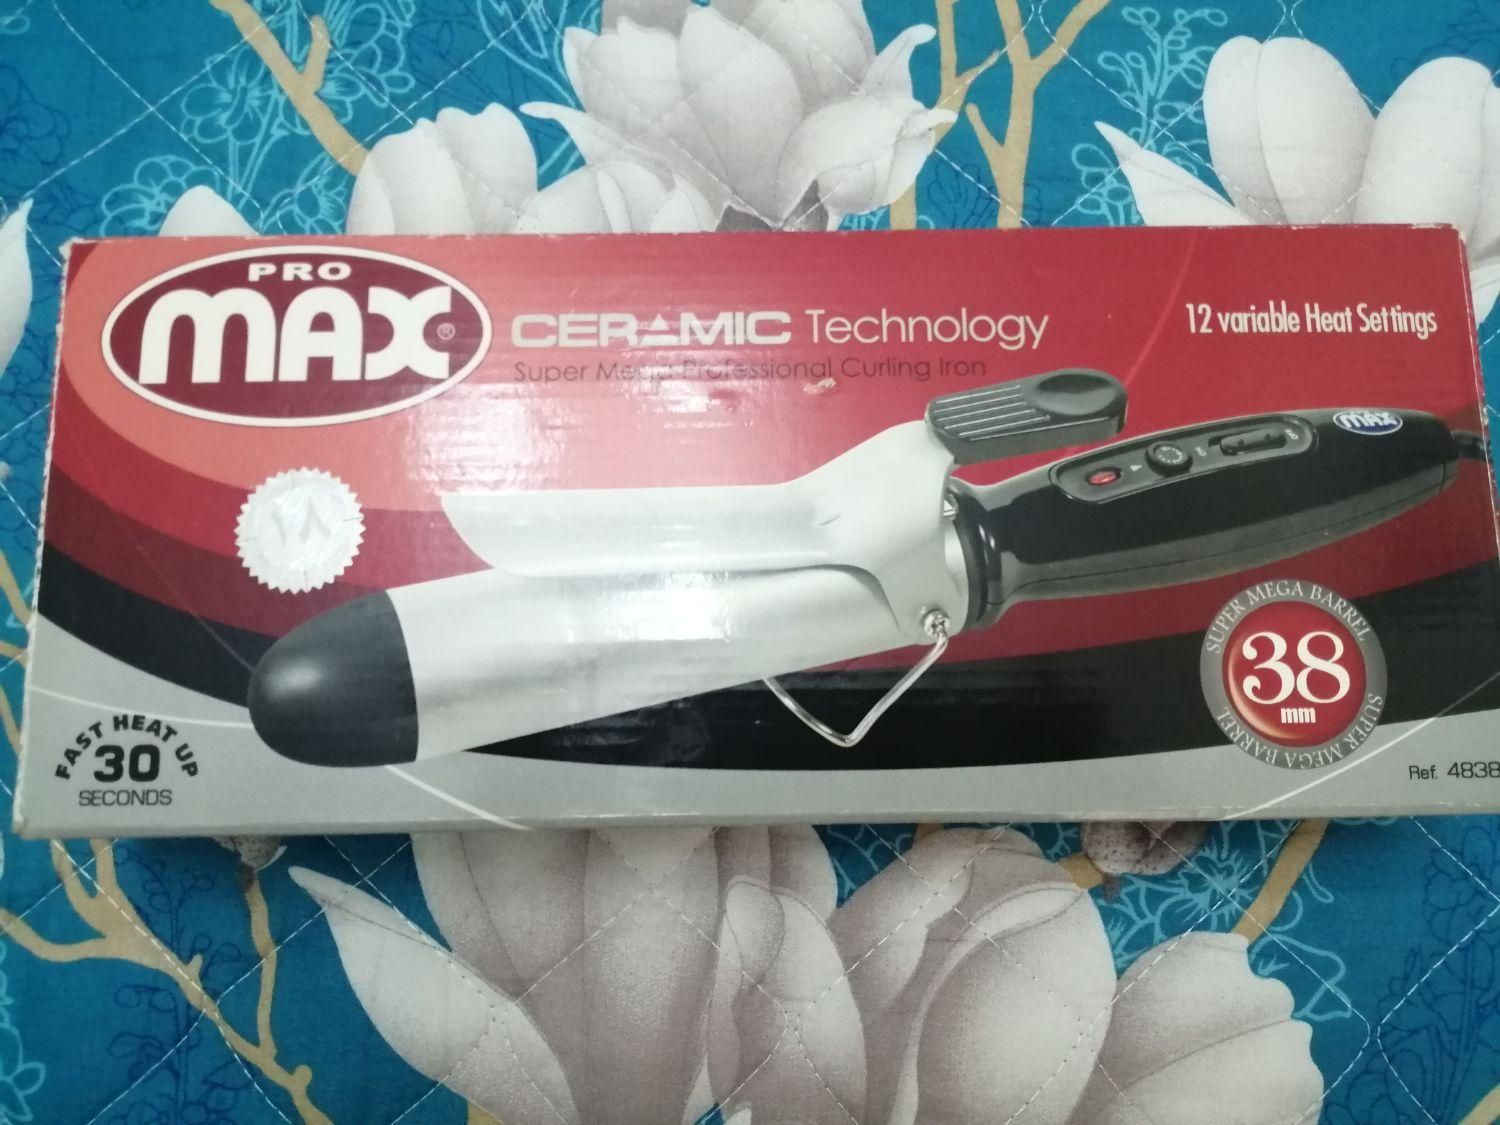 PRO
MAX®
CERAMIC Technology
Super Mega Professional Curling Iron
12 variable Heat Settings
MAX
١٨
SUPER MEGA BARREL
38
mm
SUPER MEGA BARREL
FAST HEAT UP
30
SECONDS
Ref. 4838